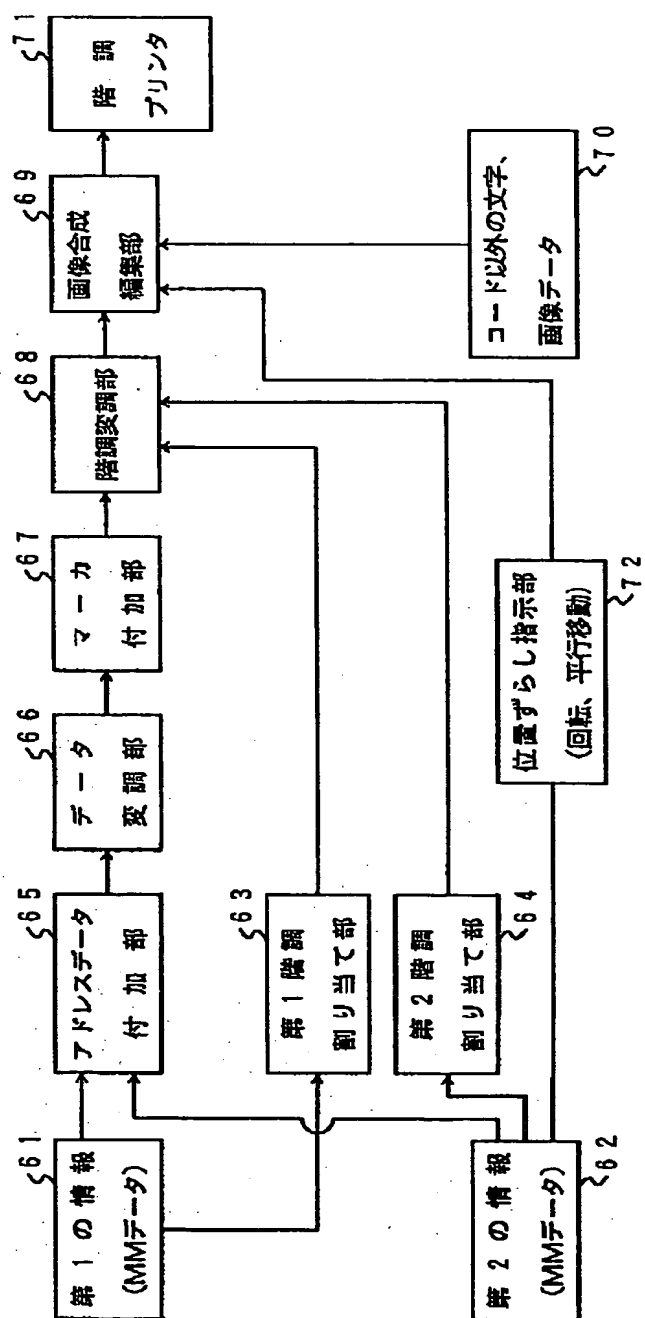 61
第1の情報
(MMデータ)
65
アドレスデータ
付加部
66
データ
変調部
67
マーカ
付加部
68
階調変調部
69
画像合成
編集部
71
階調
プリンタ
63
第1階調
割り当て部
第2階調
割り当て部
64
第2の情報
(MMデータ)
62
位置ずらし指示部
(回転、平行移動)
72
コード以外の文字、
画像データ
70